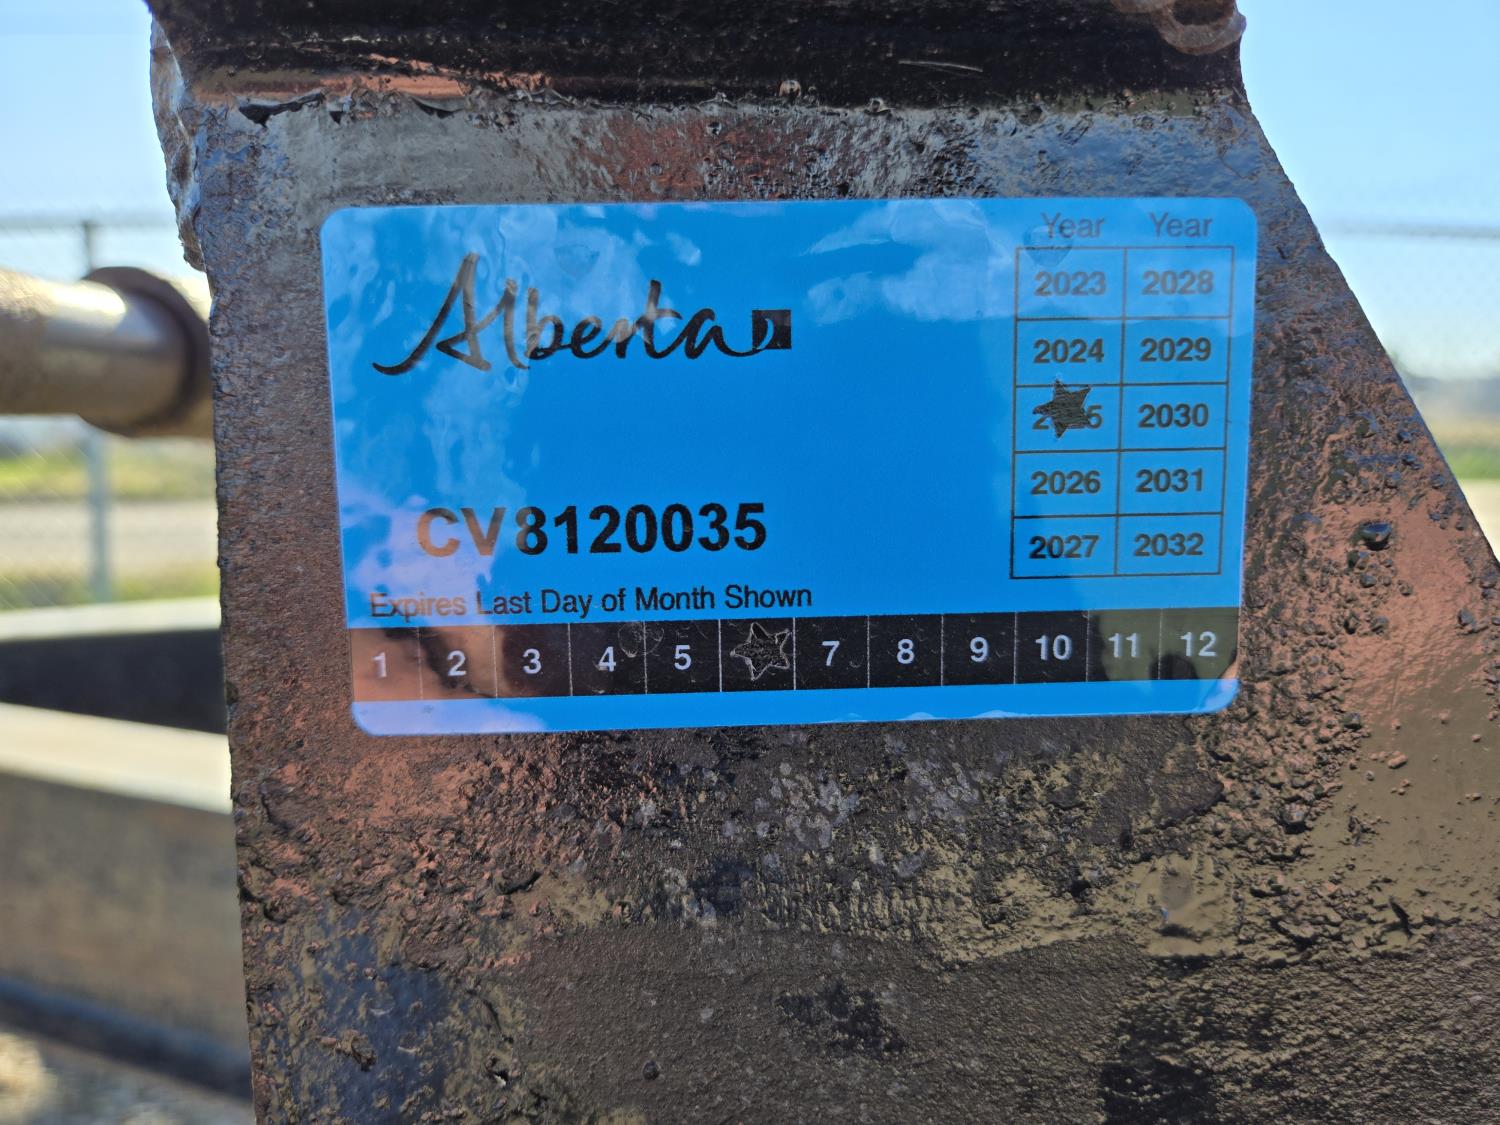 Alberta
Year Year
2023 2028
2024 2029
2030
2026 2031
2027 2032
CV8120035
Expires Last Day of Month Shown
1 2 3 4 5 7 8 9 10 11 12